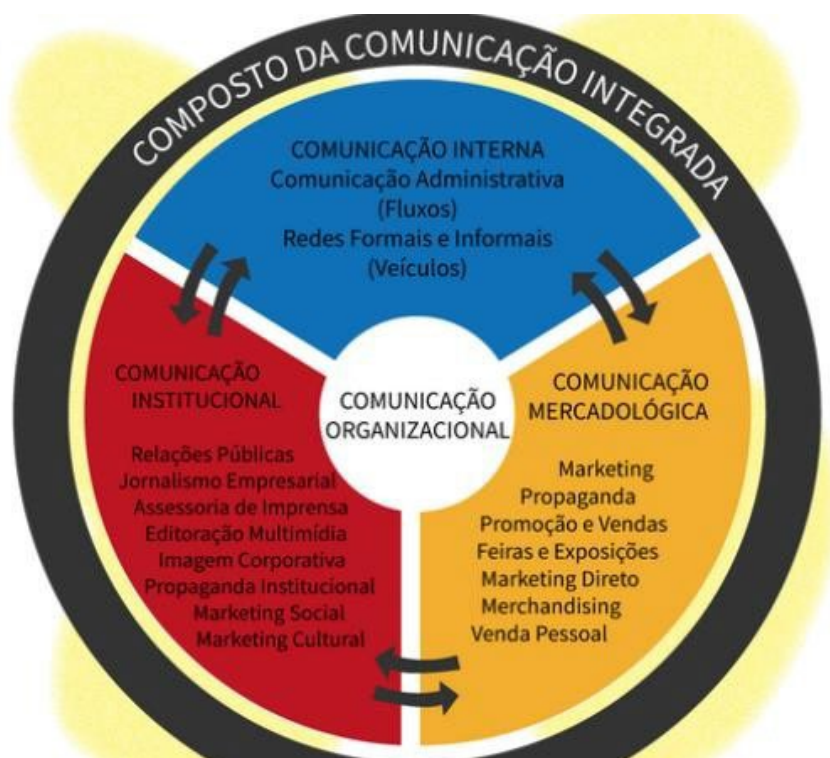 COMPOSTO DA COMUNICAÇÃO INTEGRADA
COMUNICAÇÃO INTERNA
Comunicação Administrativa
(Fluxos)
Redes Formais e Informais
(Veículos)
COMUNICAÇÃO
INSTITUCIONAL
Relações Públicas
Jornalismo Empresarial
Assessoria de Imprensa
Editoração Multimídia
Imagem Corporativa
Propaganda Institucional
Marketing Social
Marketing Cultural
COMUNICAÇÃO
ORGANIZACIONAL
COMUNICAÇÃO
MERCADOLÓGICA
Marketing
Propaganda
Promoção e Vendas
Feiras e Exposições
Marketing Direto
Merchandising
Venda Pessoal